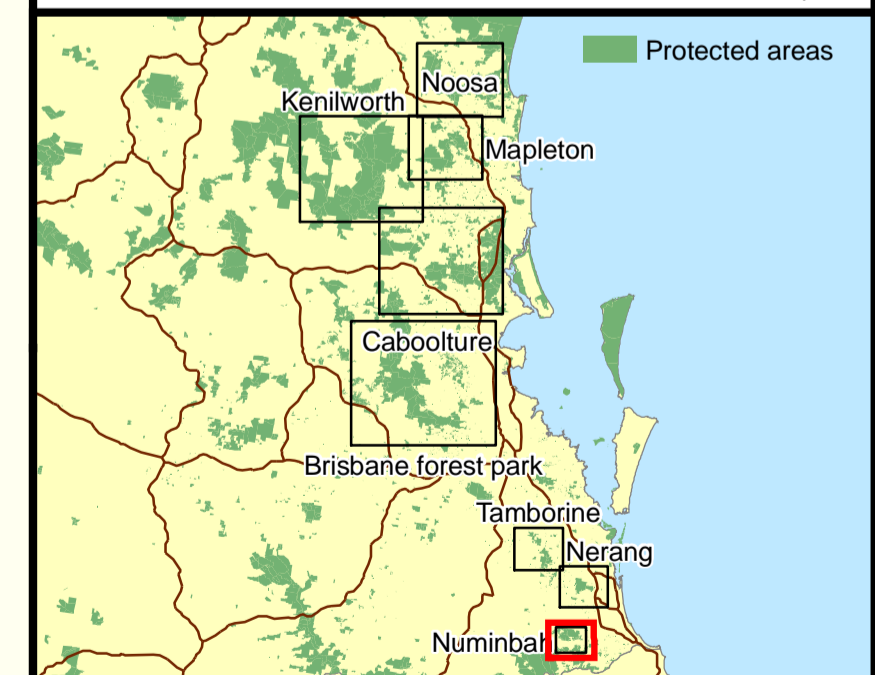 Protected areas
Noosa
Kenilworth
Mapleton
Caboolture
Brisbane forest park
Tamborine
Nerang
Numinbah